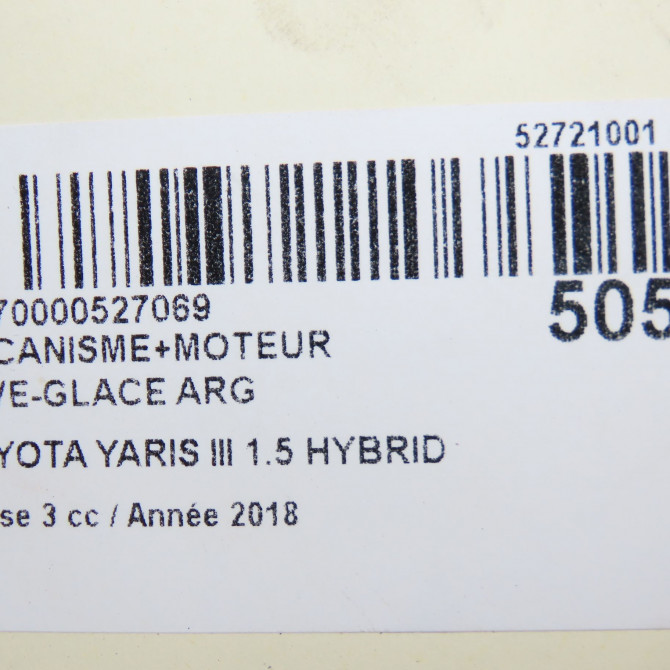 52721001
70000527069
505
CANISME+MOTEUR
VE-GLACE ARG
YOTA YARIS III 1.5 HYBRID
se 3 cc / Année 2018